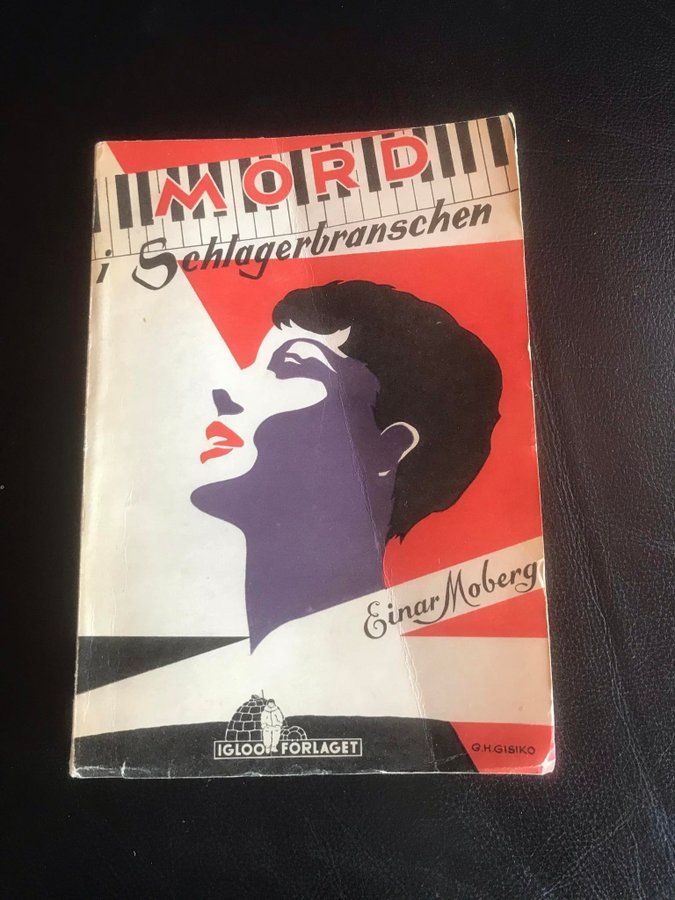 MORD
i Schlagerbranschen
Einar Moberg
IGLOO FÖRLAGET
G.H.GISIKO